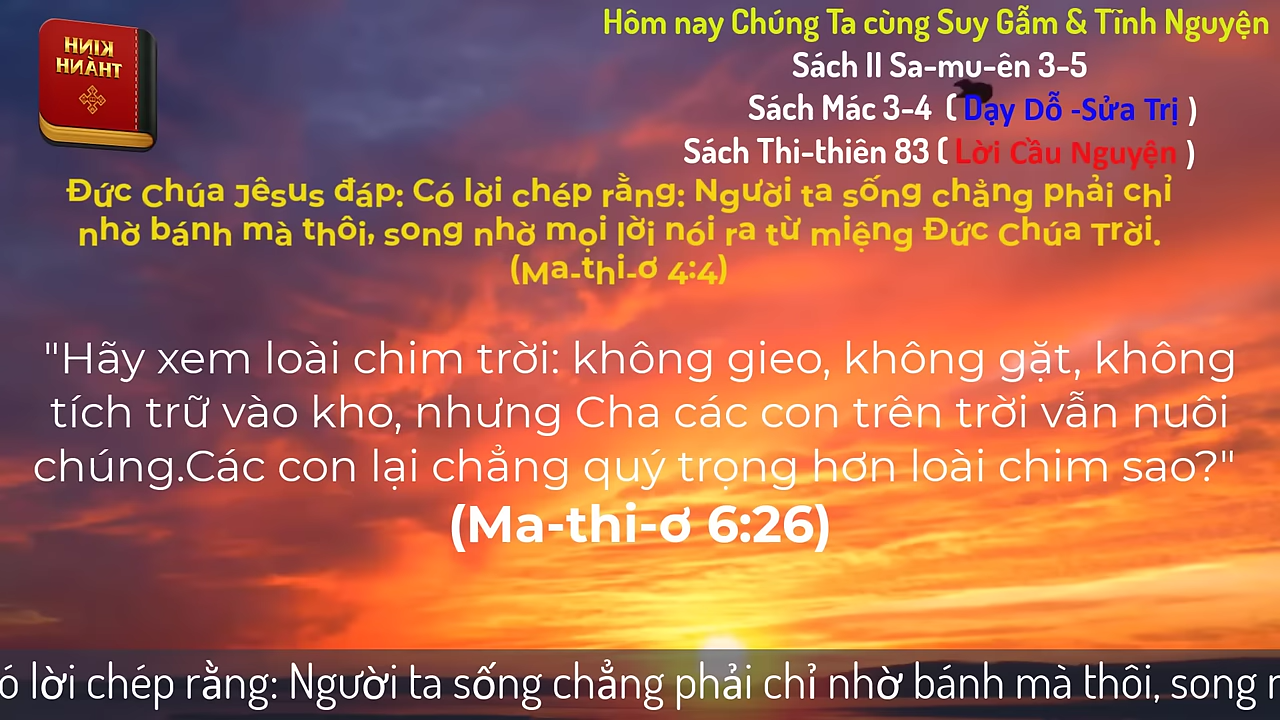 KINH
THÀNH
Hôm nay Chúng Ta cùng Suy Gẫm & Tĩnh Nguyện
Sách II Sa-mu-ên 3-5
Sách Mác 3-4 ( Dạy Dỗ -Sửa Trị )
Sách Thi-thiên 83 ( Lời Cầu Nguyện )
Đức Chúa Jêsus đáp: Có lời chép rằng: Người ta sống chẳng phải chỉ
nhờ bánh mà thôi, song nhờ mọi lời nói ra từ miệng Đức Chúa Trời.
(Ma-thi-ơ 4:4)
"Hãy xem loài chim trời: không gieo, không gặt, không
tích trữ vào kho, nhưng Cha các con trên trời vẫn nuôi
chúng.Các con lại chẳng quý trọng hơn loài chim sao?"
(Ma-thi-ơ 6:26)
ó lời chép rằng: Người ta sống chẳng phải chỉ nhờ bánh mà thôi, song